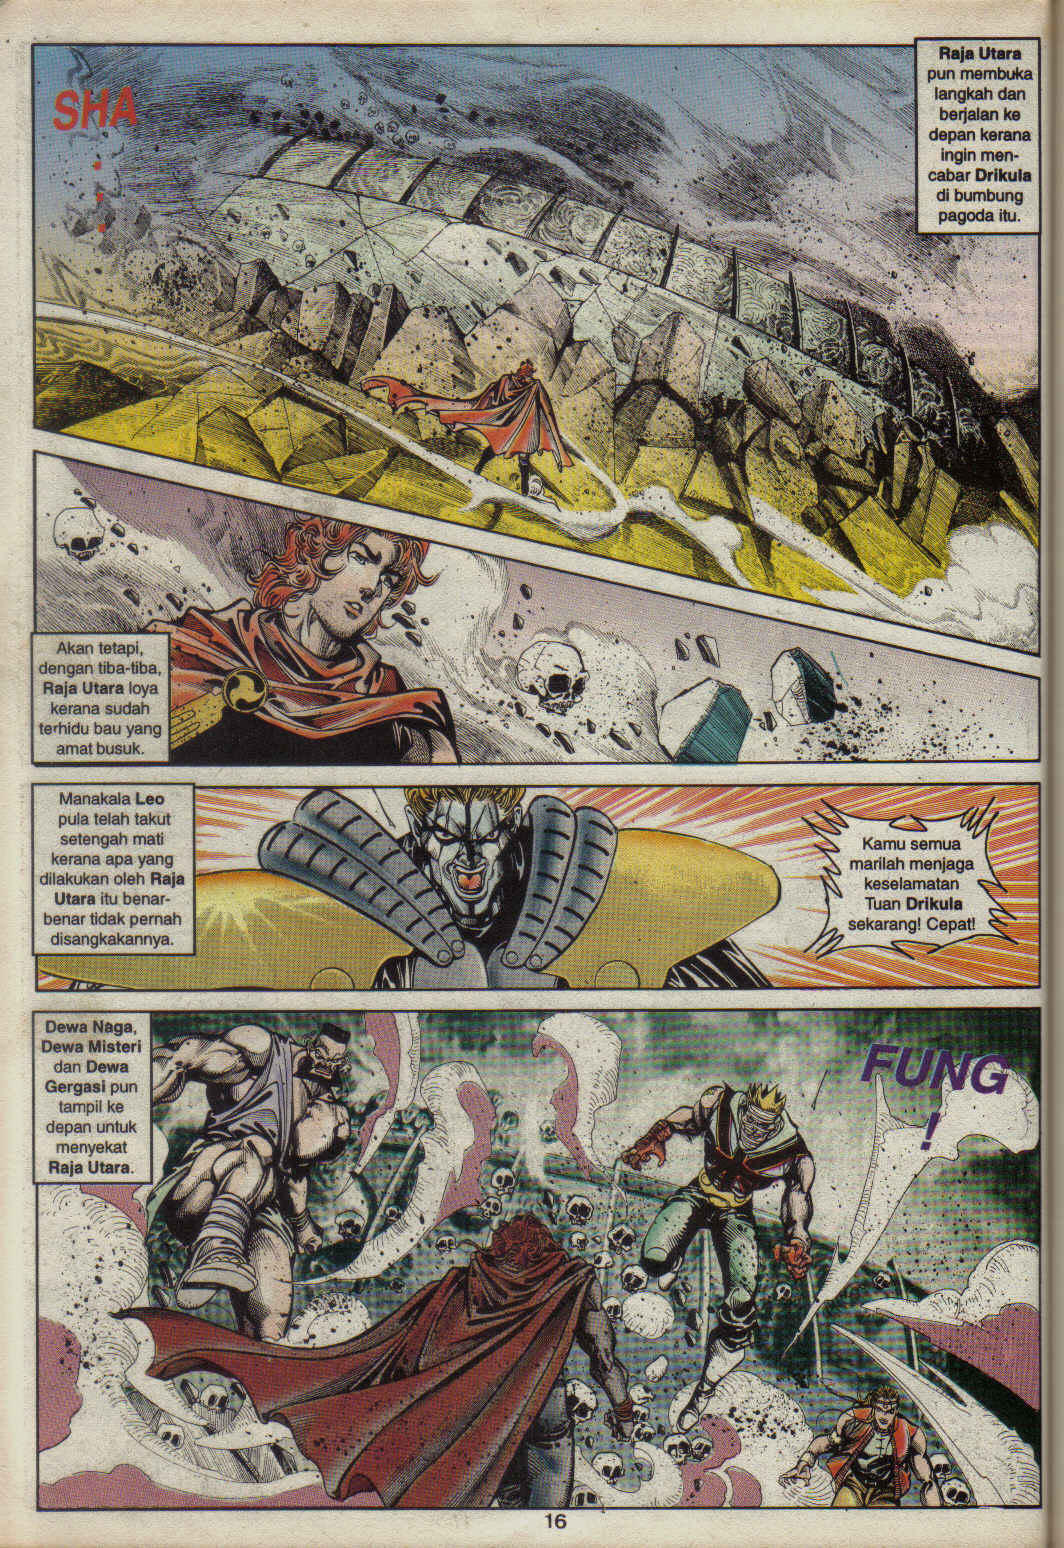 SHA
. . .
Raja Utara
pun membuka
langkah dan
berjalan ke
depan kerana
ingin men-
cabar Drikula
di bumbung
pagoda itu.
Akan tetapi,
dengan tiba-tiba,
Raja Utara loya
kerana sudah
terhidu bau yang
amat busuk.
Manakala Leo
pula telah takut
setengah mati
kerana apa yang
dilakukan oleh Raja
Utara itu benar-
benar tidak pernah
disangkakannya.
Kamu semua
marilah menjaga
keselamatan
Tuan Drikula
sekarang! Cepat!
Dewa Naga,
Dewa Misteri
dan Dewa
Gergasi pun
tampil ke
depan untuk
menyekat
Raja Utara.
FUNG
!
16